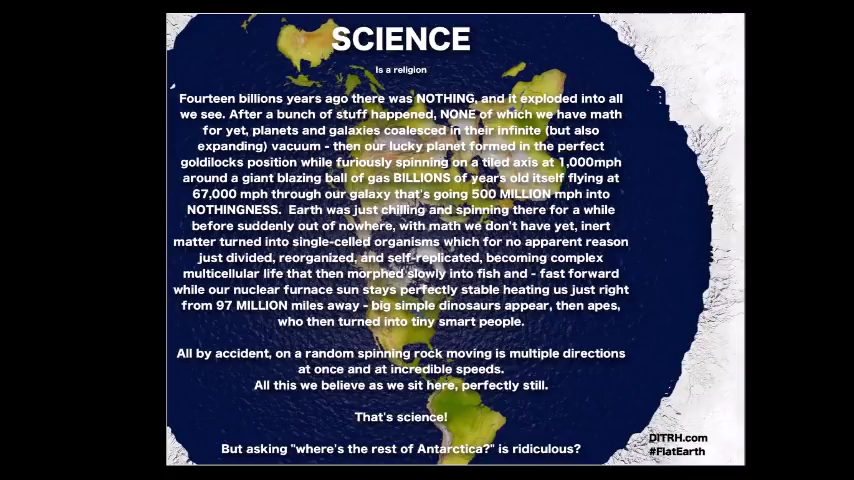 SCIENCE
Is a religion
Fourteen billions years ago there was NOTHING, and it exploded into all
we see. After a bunch of stuff happened, NONE of which we have math
for yet, planets and galaxies coalesced in their infinite (but also
expanding) vacuum - then our lucky planet formed in the perfect
goldilocks position while furiously spinning on a tiled axis at 1,000mph
around a giant blazing ball of gas BILLIONS of years old itself flying at
67,000 mph through our galaxy that's going 500 MILLION mph into
NOTHINGNESS. Earth was just chilling and spinning there for a while
before suddenly out of nowhere, with math we don't have yet, inert
matter turned into single-celled organisms which for no apparent reason
just divided, reorganized, and self-replicated, becoming complex
multicellular life that then morphed slowly into fish and - fast forward
while our nuclear furnace sun stays perfectly stable heating us just right
from 97 MILLION miles away - big simple dinosaurs appear, then apes,
who then turned into tiny smart people.
All by accident, on a random spinning rock moving is multiple directions
at once and at incredible speeds.
All this we believe as we sit here, perfectly still.
That's science!
But asking "where's the rest of Antarctica?" is ridiculous?
DITRH.com
#FlatEarth